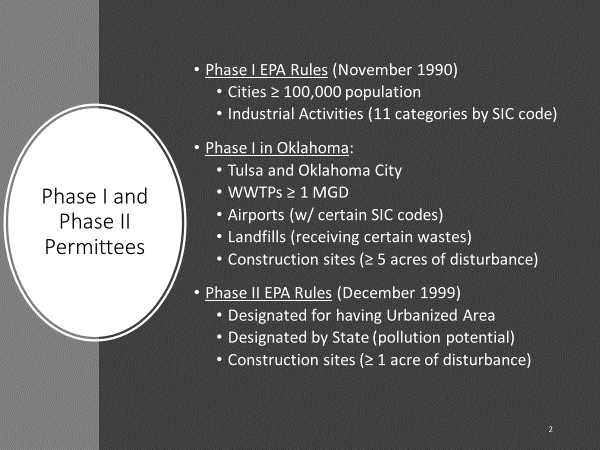 Phase I and
Phase II
Permittees
• Phase I EPA Rules (November 1990)
• Cities ≥ 100,000 population
• Industrial Activities (11 categories by SIC code)
• Phase I in Oklahoma:
• Tulsa and Oklahoma City
• WWTPs ≥ 1 MGD
• Airports (w/ certain SIC codes)
• Landfills (receiving certain wastes)
• Construction sites (≥ 5 acres of disturbance)
• Phase II EPA Rules (December 1999)
• Designated for having Urbanized Area
• Designated by State (pollution potential)
• Construction sites (≥ 1 acre of disturbance)
2